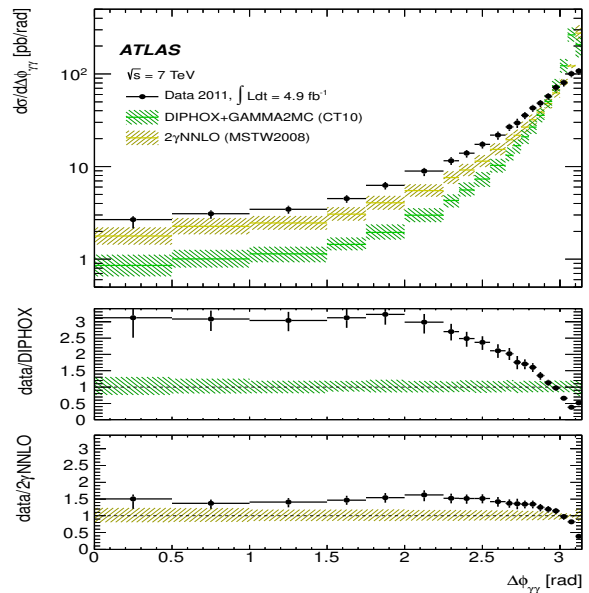 dσ/dΔϕγγ [pb/rad]
10²
10
1
ATLAS
√s = 7 TeV
Data 2011, ∫ Ldt = 4.9 fb⁻¹
DIPHOX+GAMMA2MC (CT10)
2γNNLO (MSTW2008)
data/DIPHOX
3
2.5
2
1.5
1
0.5
0
data/2γNNLO
3
2.5
2
1.5
1
0.5
0
0 0.5 1 1.5 2 2.5 3
Δϕγγ [rad]